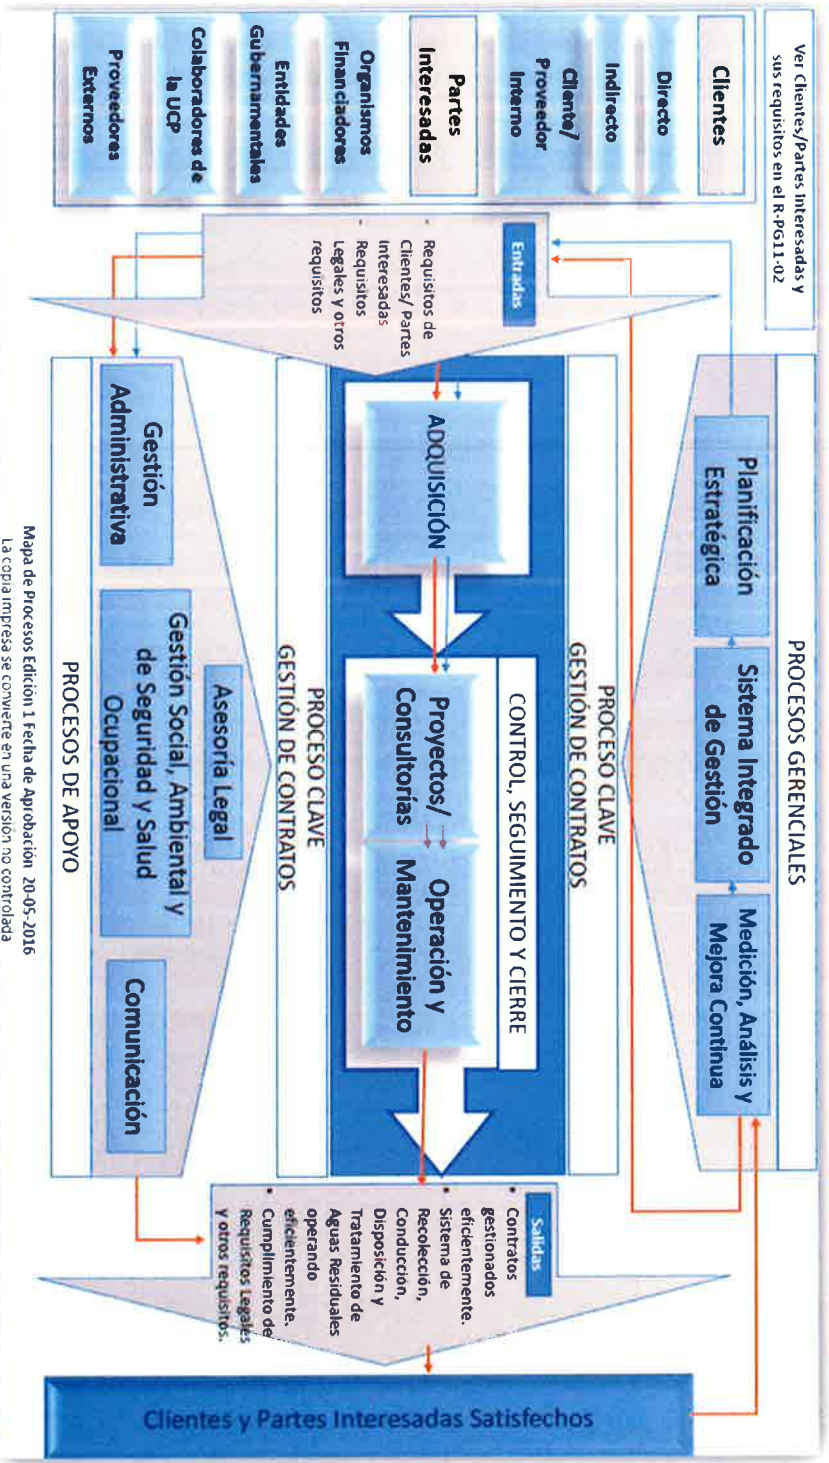 Ver Clientes/Partes Interesadas y
sus requisitos en el R-PG11-02
Clientes
Directo
Indirecto
Cliente/
Proveedor
Interno
Partes
Interesadas
Organismos
Financiadores
Entidades
Gubernamentales
Colaboradores de
la UCP
Proveedores
Externos
Entradas
• Requisitos de
Clientes/ Partes
Interesadas
• Requisitos
Legales y otros
requisitos
PROCESOS GERENCIALES
Planificación
Estratégica
Sistema Integrado
de Gestión
Medición, Análisis y
Mejora Continua
PROCESO CLAVE
GESTIÓN DE CONTRATOS
ADQUISICIÓN
CONTROL, SEGUIMIENTO Y CIERRE
Proyectos/
Consultorías
Operación y
Mantenimiento
PROCESO CLAVE
GESTIÓN DE CONTRATOS
Gestión
Administrativa
Asesoría Legal
Gestión Social, Ambiental y
de Seguridad y Salud
Ocupacional
Comunicación
PROCESOS DE APOYO
Salidas
• Contratos
gestionados
eficientemente.
• Sistema de
Recolección,
Conducción,
Disposición y
Tratamiento de
Aguas Residuales
operando
eficientemente.
• Cumplimiento de
Requisitos Legales
y otros requisitos.
Clientes y Partes Interesadas Satisfechos
Mapa de Procesos Edición 1 Fecha de Aprobación 20-05-2016
La copia impresa se convierte en una versión no controlada